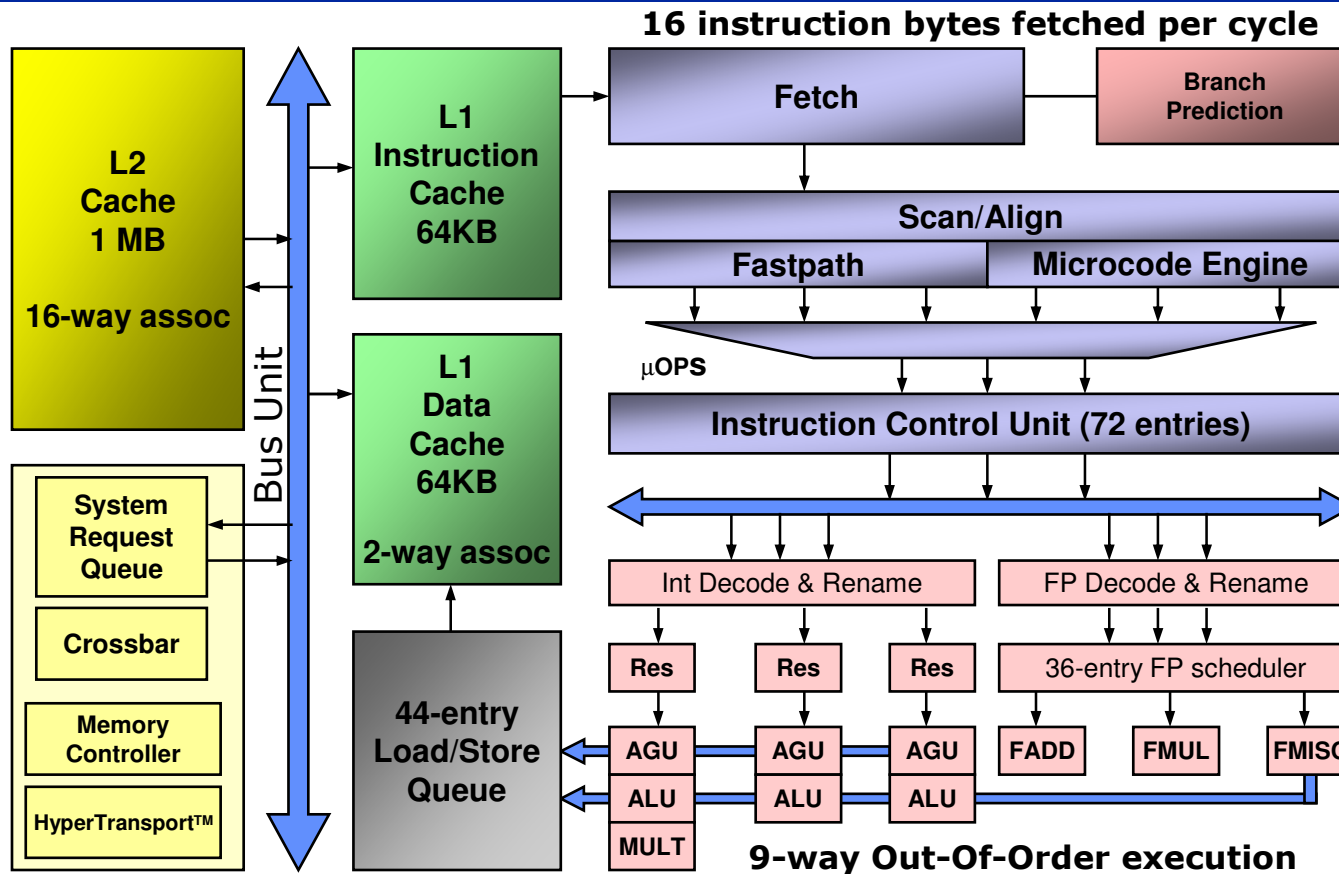 16 instruction bytes fetched per cycle
L2
Cache
1 MB
16-way assoc
Bus Unit
L1
Instruction
Cache
64KB
Fetch
Branch
Prediction
Scan/Align
Fastpath
Microcode Engine
μOPS
L1
Data
Cache
64KB
2-way assoc
Instruction Control Unit (72 entries)
System
Request
Queue
Crossbar
Memory
Controller
HyperTransport™
44-entry
Load/Store
Queue
Int Decode & Rename
FP Decode & Rename
Res
Res
Res
36-entry FP scheduler
AGU
AGU
AGU
FADD
FMUL
FMISC
ALU
ALU
ALU
MULT
9-way Out-Of-Order execution